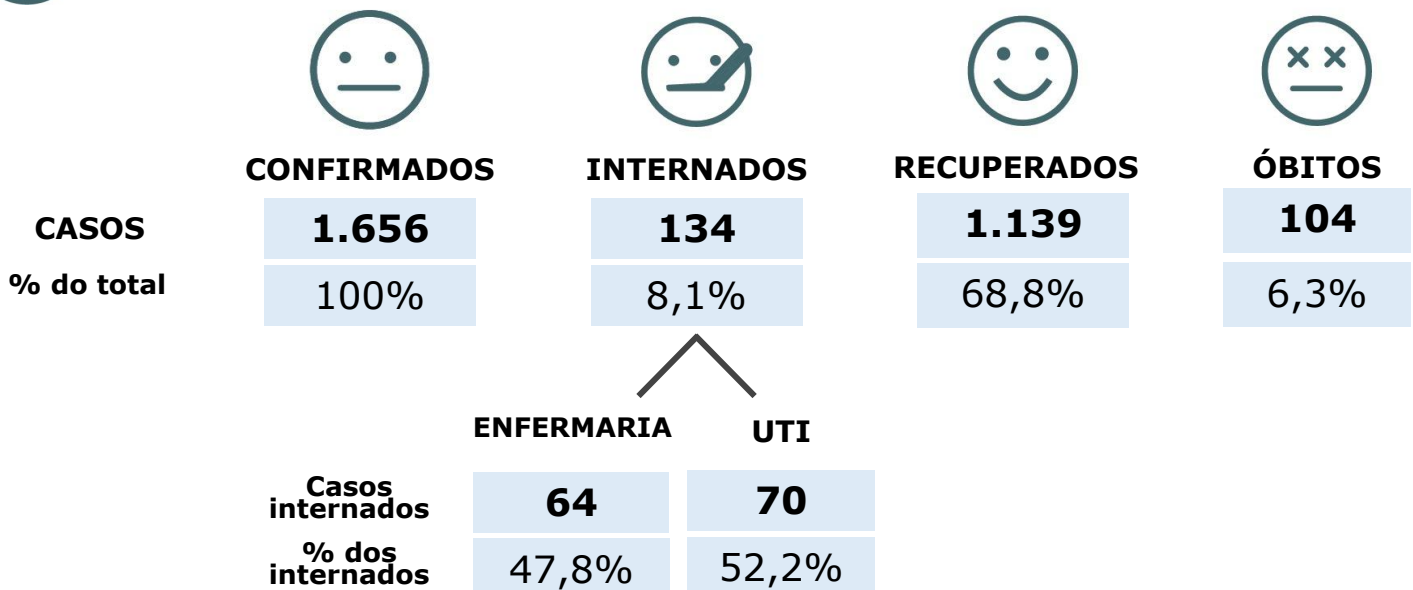 CONFIRMADOS INTERNADOS RECUPERADOS ÓBITOS
CASOS 1.656 134 1.139 104
% do total 100% 8,1% 68,8% 6,3%
ENFERMARIA UTI
Casos
internados 64 70
% dos
internados 47,8% 52,2%